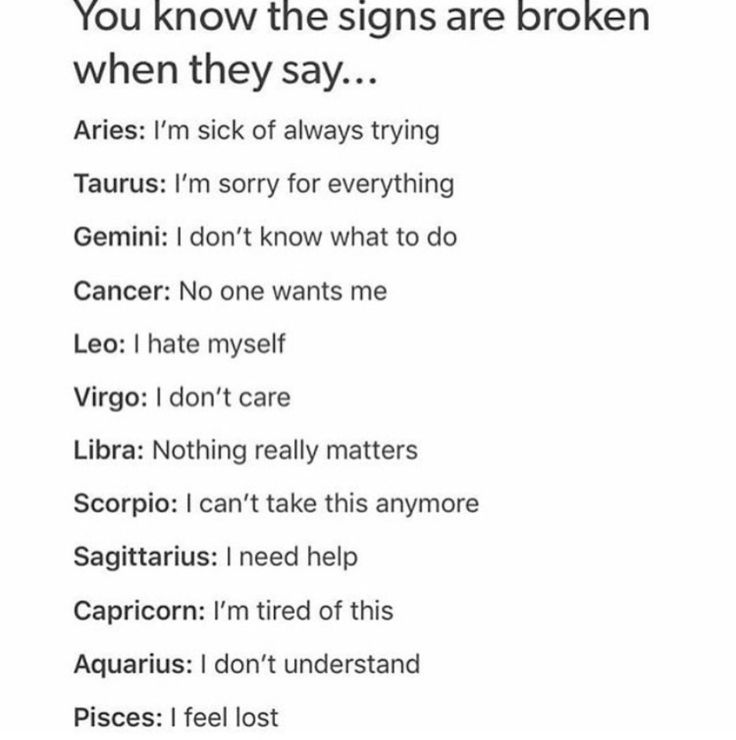 You know the signs are broken
when they say...
Aries: I'm sick of always trying
Taurus: I'm sorry for everything
Gemini: I don't know what to do
Cancer: No one wants me
Leo: I hate myself
Virgo: I don't care
Libra: Nothing really matters
Scorpio: I can't take this anymore
Sagittarius: I need help
Capricorn: I'm tired of this
Aquarius: I don't understand
Pisces: I feel lost